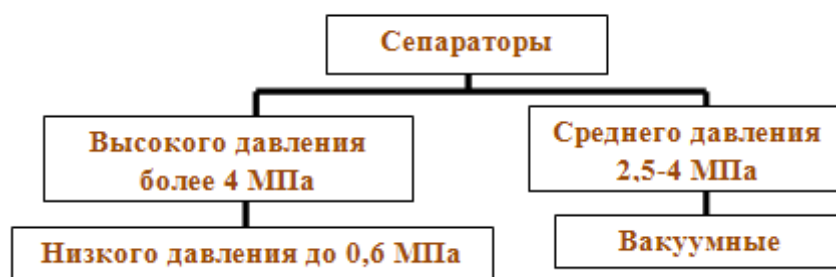 Сепараторы
Высокого давления
более 4 МПа
Среднего давления
2,5-4 МПа
Низкого давления до 0,6 МПа
Вакуумные